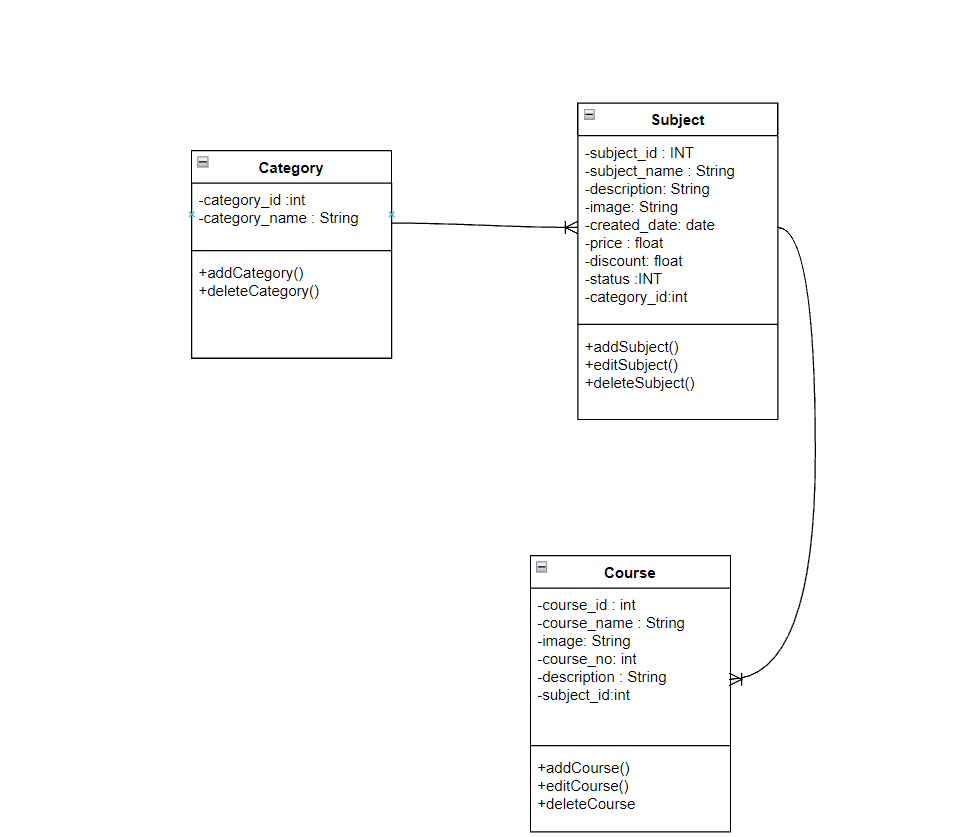 Category
-category_id :int
-category_name : String
+addCategory()
+deleteCategory()
Subject
-subject_id : INT
-subject_name : String
-description: String
-image: String
-created_date: date
-price : float
-discount: float
-status :INT
-category_id:int
+addSubject()
+editSubject()
+deleteSubject()
Course
-course_id : int
-course_name : String
-image: String
-course_no: int
-description : String
-subject_id:int
+addCourse()
+editCourse()
+deleteCourse